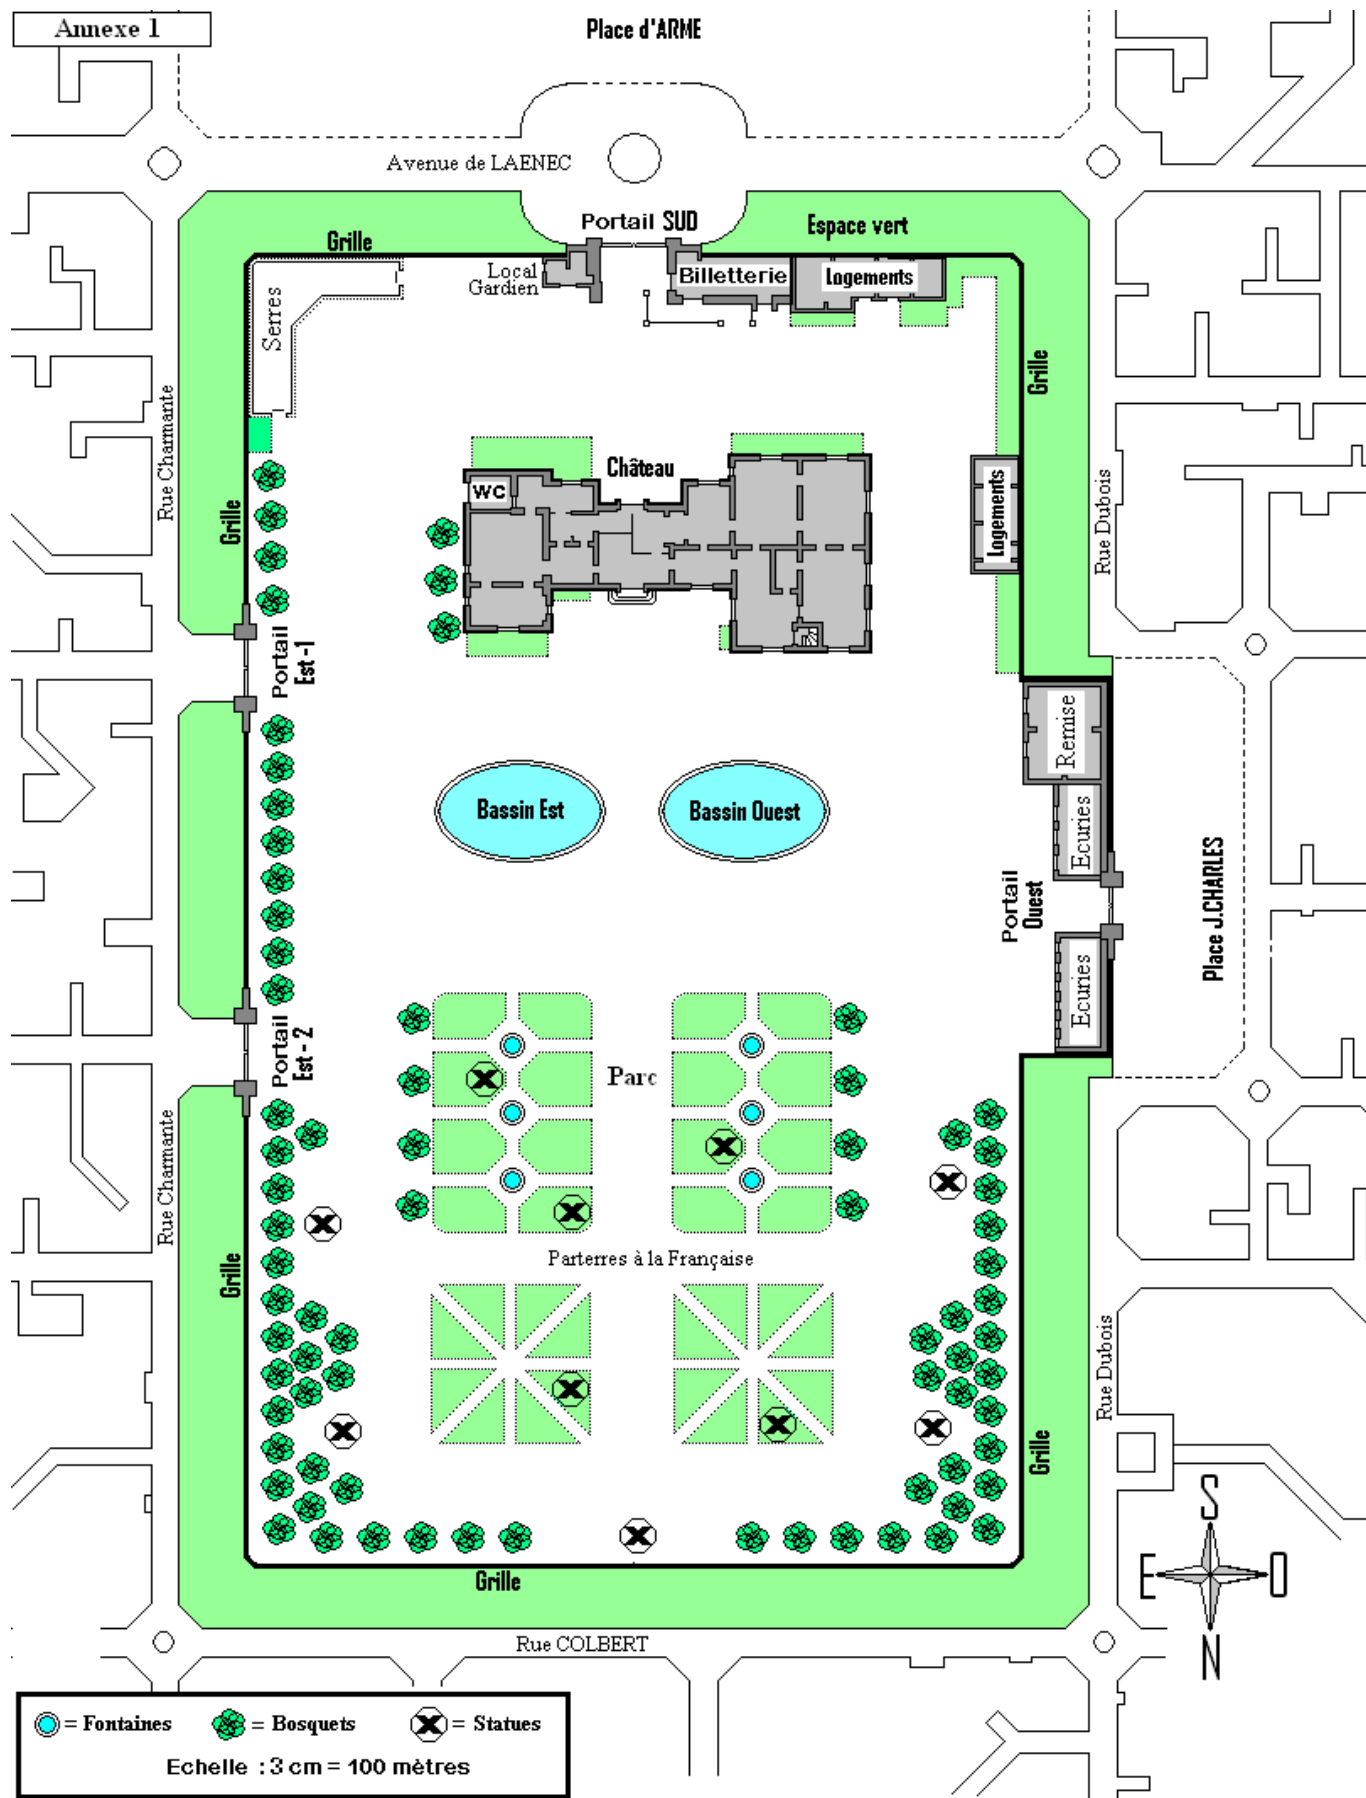 Annexe 1
Place d'ARME
Avenue de LAENEC
Portail SUD
Espace vert
Grille
Local
Gardien
Billetterie
Logements
Serres
Grille
Rue Charmante
Château
WC
Logements
Rue Dubois
Grille
Portail
Est-1
Remise
Bassin Est
Bassin Ouest
Ecuries
Portail
Ouest
Place J.CHARLES
Ecuries
Portail
Est - 2
Parc
Rue Charmante
Grille
Parterres à la Française
Rue Dubois
Grille
S
E
O
N
Grille
Rue COLBERT
= Fontaines
= Bosquets
= Statues
Echelle : 3 cm = 100 mètres